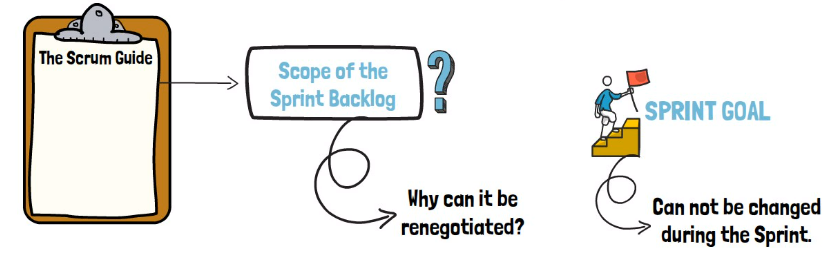 The Scrum Guide
Scope of the
Sprint Backlog
?
Why can it be
renegotiated?
SPRINT GOAL
Can not be changed
during the Sprint.